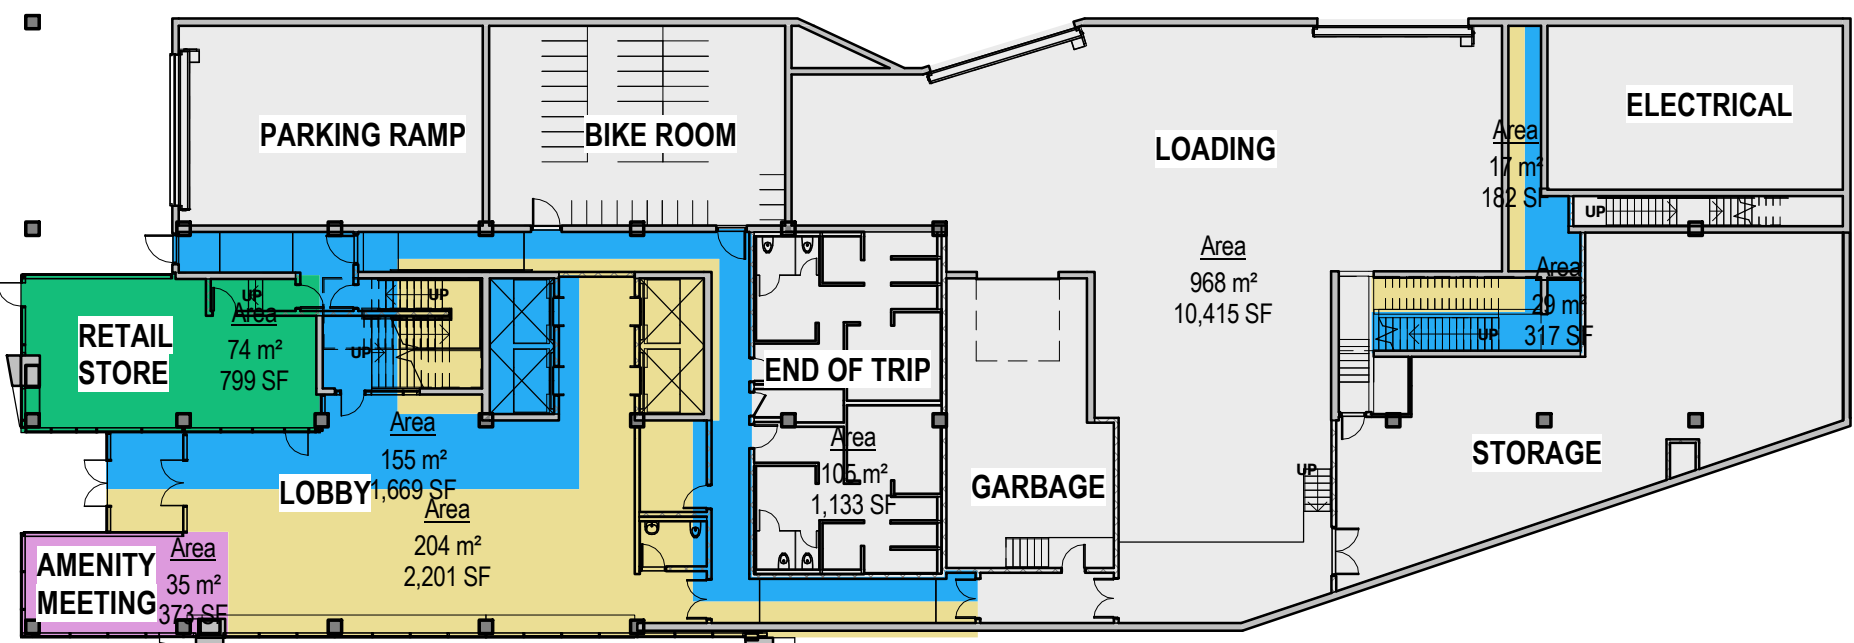 PARKING RAMP
BIKE ROOM
LOADING
ELECTRICAL
Area
17 m²
182 SF
UP
Area
968 m²
10,415 SF
Area
29 m²
317 SF
UP
UP
UP
UP
RETAIL
STORE
Area
74 m²
799 SF
END OF TRIP
Area
105 m²
1,133 SF
Area
155 m²
1,669 SF
LOBBY
Area
204 m²
2,201 SF
GARBAGE
UP
STORAGE
AMENITY
MEETING
Area
35 m²
373 SF